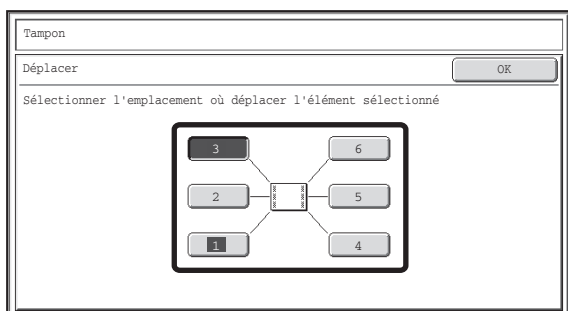 Tampon
Déplacer OK
Sélectionner l'emplacement où déplacer l'élément sélectionné
3 6
2 5
1 4